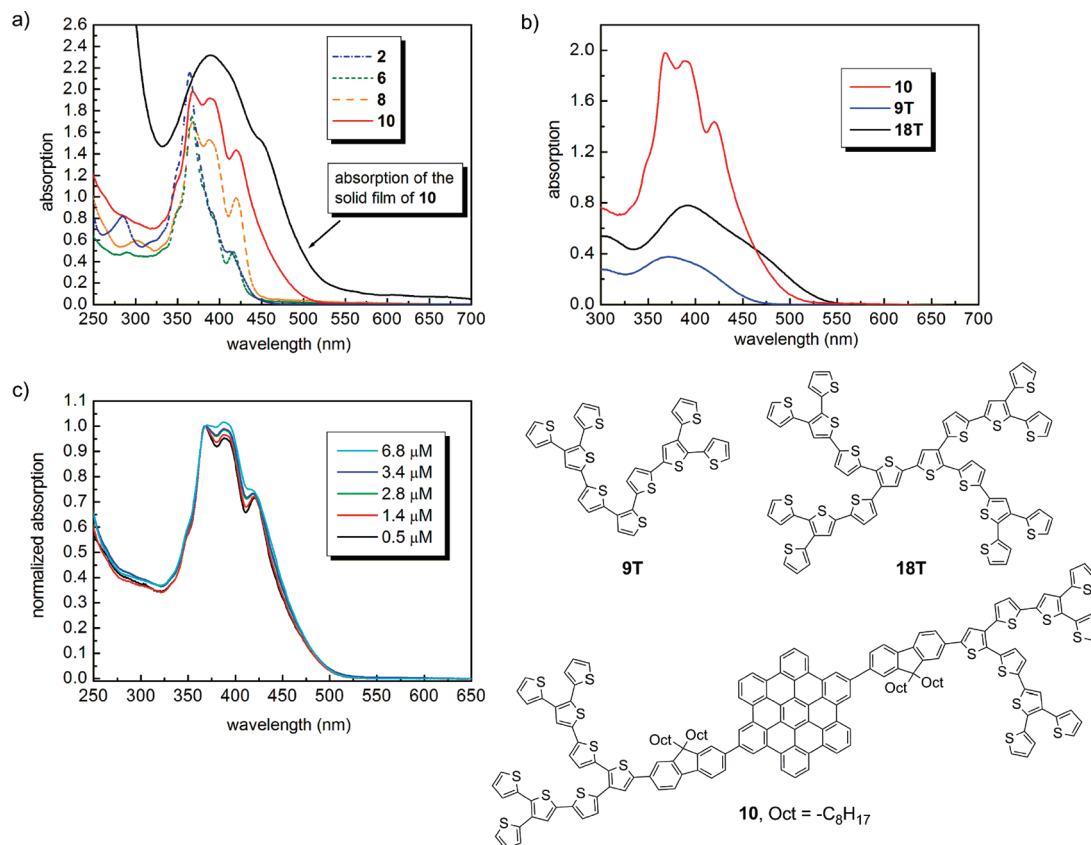 a)
2.6
2.4
2.2
2.0
1.8
1.6
1.4
1.2
1.0
0.8
0.6
0.4
0.2
0.0
absorption
250 300 350 400 450 500 550 600 650 700
wavelength (nm)
2
6
8
10
absorption of the
solid film of 10
b)
2.0
1.6
1.2
0.8
0.4
0.0
absorption
300 350 400 450 500 550 600 650 700
wavelength (nm)
10
9T
18T
c)
1.1
1.0
0.9
0.8
0.7
0.6
0.5
0.4
0.3
0.2
0.1
0.0
normalized absorption
250 300 350 400 450 500 550 600 650
wavelength (nm)
6.8 μM
3.4 μM
2.8 μM
1.4 μM
0.5 μM
S S S S S S S S S
9T
S S S S S S S S S S S S S S S S S S
18T
S S S S S S S S S
Oct Oct
Oct Oct
S S S S S S S S S
10, Oct = -C₈H₁₇